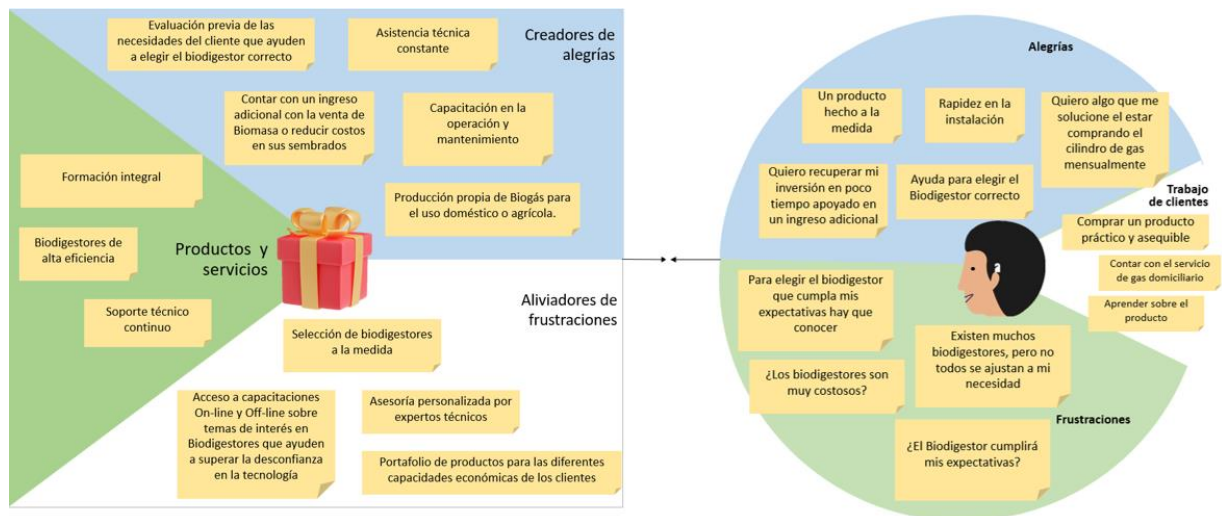 Evaluación previa de las
necesidades del cliente que ayuden
a elegir el biodigestor correcto
Asistencia técnica
constante
Creadores de
alegrías
Contar con un ingreso
adicional con la venta de
Biomasa o reducir costos
en sus sembrados
Capacitación en la
operación y
mantenimiento
Formación integral
Producción propia de Biogás para
el uso doméstico o agrícola.
Biodigestores de
alta eficiencia
Productos y
servicios
Soporte técnico
continuo
Aliviadores de
frustraciones
Selección de biodigestores
a la medida
Acceso a capacitaciones
On-line y Off-line sobre
temas de interés en
Biodigestores que ayuden
a superar la desconfianza
en la tecnología
Asesoría personalizada por
expertos técnicos
Portafolio de productos para las diferentes
capacidades económicas de los clientes
Alegrías
Un producto
hecho a la
medida
Rapidez en la
instalación
Quiero algo que me
solucione el estar
comprando el
cilindro de gas
mensualmente
Quiero recuperar mi
inversión en poco
tiempo apoyado en
un ingreso adicional
Ayuda para elegir el
Biodigestor correcto
Trabajo
de clientes
Comprar un producto
práctico y asequible
Contar con el servicio
de gas domiciliario
Aprender sobre el
producto
Para elegir el biodigestor
que cumpla mis
expectativas hay que
conocer
Existen muchos
biodigestores, pero no
todos se ajustan a mi
necesidad
¿Los biodigestores son
muy costosos?
Frustraciones
¿El Biodigestor cumplirá
mis expectativas?